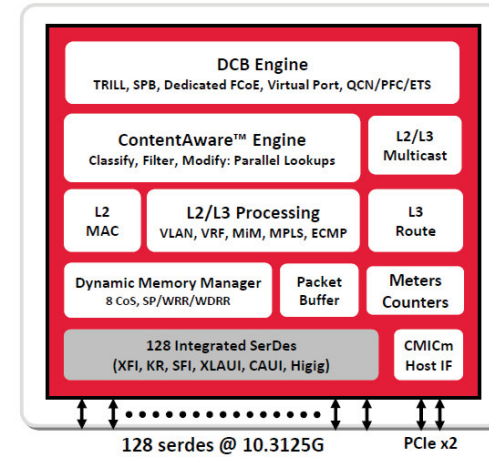 DCB Engine
TRILL, SPB, Dedicated FCoE, Virtual Port, QCN/PFC/ETS
ContentAware™ Engine
Classify, Filter, Modify: Parallel Lookups
L2/L3
Multicast
L2
MAC
L2/L3 Processing
VLAN, VRF, MiM, MPLS, ECMP
L3
Route
Dynamic Memory Manager
8 CoS, SP/WRR/WDRR
Packet
Buffer
Meters
Counters
128 Integrated SerDes
(XFI, KR, SFI, XLAUI, CAUI, Higig)
CMICm
Host IF
128 serdes @ 10.3125G
PCIe x2